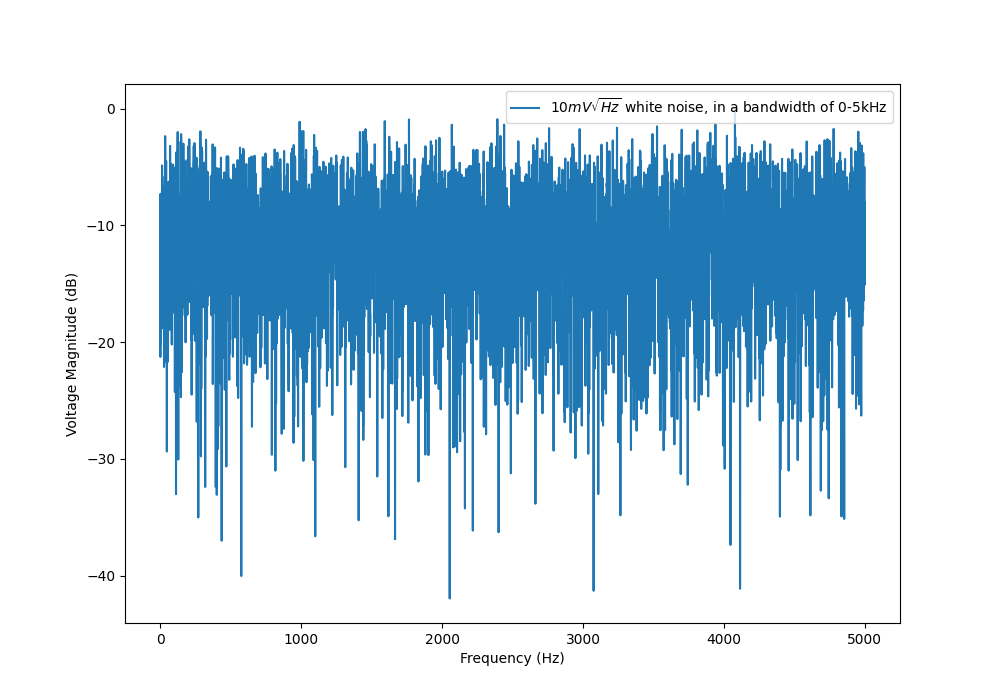 10mV√Hz white noise, in a bandwidth of 0-5kHz
0
−10
−20
−30
−40
Voltage Magnitude (dB)
0 1000 2000 3000 4000 5000
Frequency (Hz)